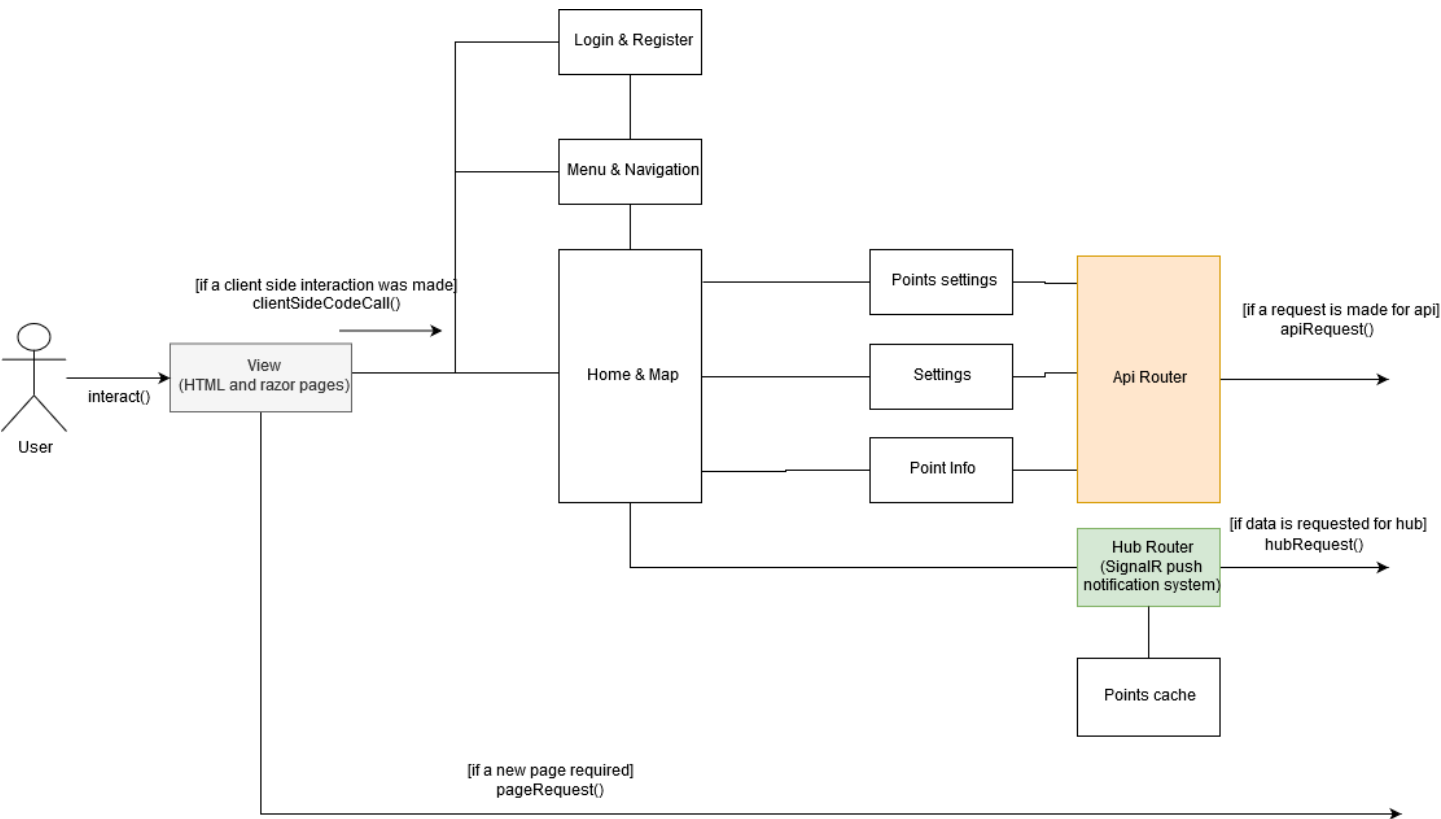 Login & Register
Menu & Navigation
[if a client side interaction was made]
clientSideCodeCall()
View
(HTML and razor pages)
interact()
User
Home & Map
Points settings
Settings
Point Info
Api Router
[if a request is made for api]
apiRequest()
Hub Router
(SignalR push
notification system)
[if data is requested for hub]
hubRequest()
Points cache
[if a new page required]
pageRequest()